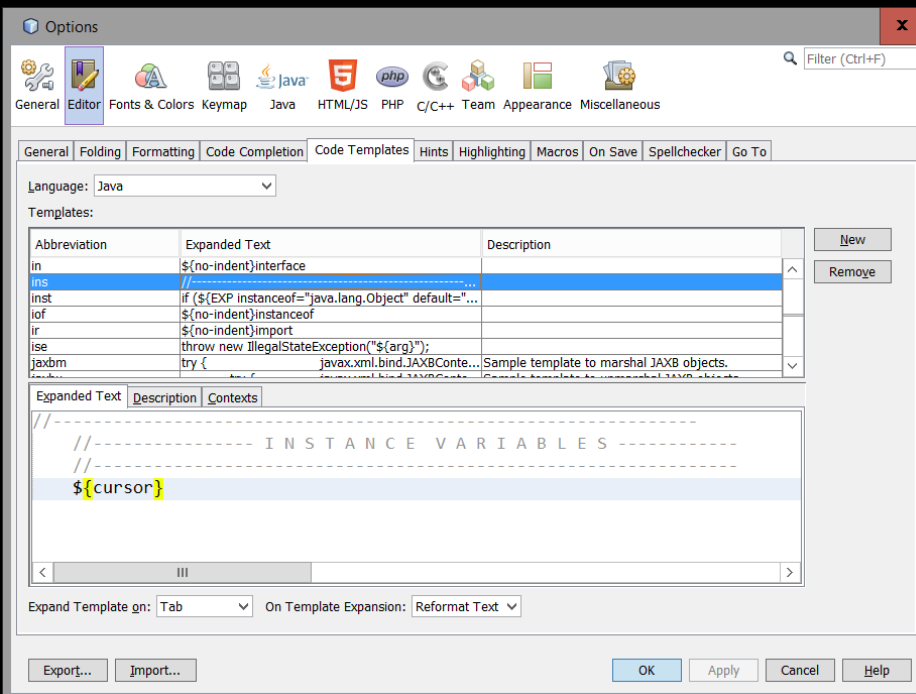 Options
x
Filter (Ctrl+F)
General Editor Fonts & Colors Keymap Java HTML/JS PHP C/C++ Team Appearance Miscellaneous
General Folding Formatting Code Completion Code Templates Hints Highlighting Macros On Save Spellchecker Go To
Language: Java
Templates:
Abbreviation Expanded Text Description
New
in ${no-indent}interface
Remove
ins //------------------------------------------------------...
inst if (${EXP instanceof="java.lang.Object" default="...
iof ${no-indent}instanceof
ir ${no-indent}import
ise throw new IllegalStateException("${arg}");
jaxbm try { javax.xml.bind.JAXBConte... Sample template to marshal JAXB objects.
Expanded Text Description Contexts
//-----------------------------------------------------------------
//---------------- I N S T A N C E   V A R I A B L E S ------------
//-----------------------------------------------------------------
${cursor}
Expand Template on: Tab On Template Expansion: Reformat Text
Export... Import... OK Apply Cancel Help